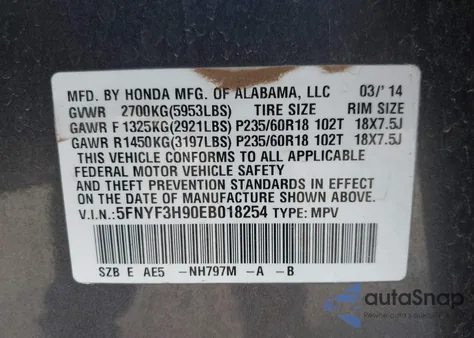 MFD. BY HONDA MFG. OF ALABAMA, LLC 03/'14
GVWR 2700KG(5953LBS) TIRE SIZE RIM SIZE
GAWR F 1325KG(2921LBS) P235/60R18 102T 18X7.5J
GAWR R1450KG(3197LBS) P235/60R18 102T 18X7.5J
THIS VEHICLE CONFORMS TO ALL APPLICABLE
FEDERAL MOTOR VEHICLE SAFETY
AND THEFT PREVENTION STANDARDS IN EFFECT
ON THE DATE OF MANUFACTURE SHOWN ABOVE.
V.I.N.:5FNYF3H90EB018254 TYPE: MPV
SZB E AE5 -NH797M -A -B
autoSnap